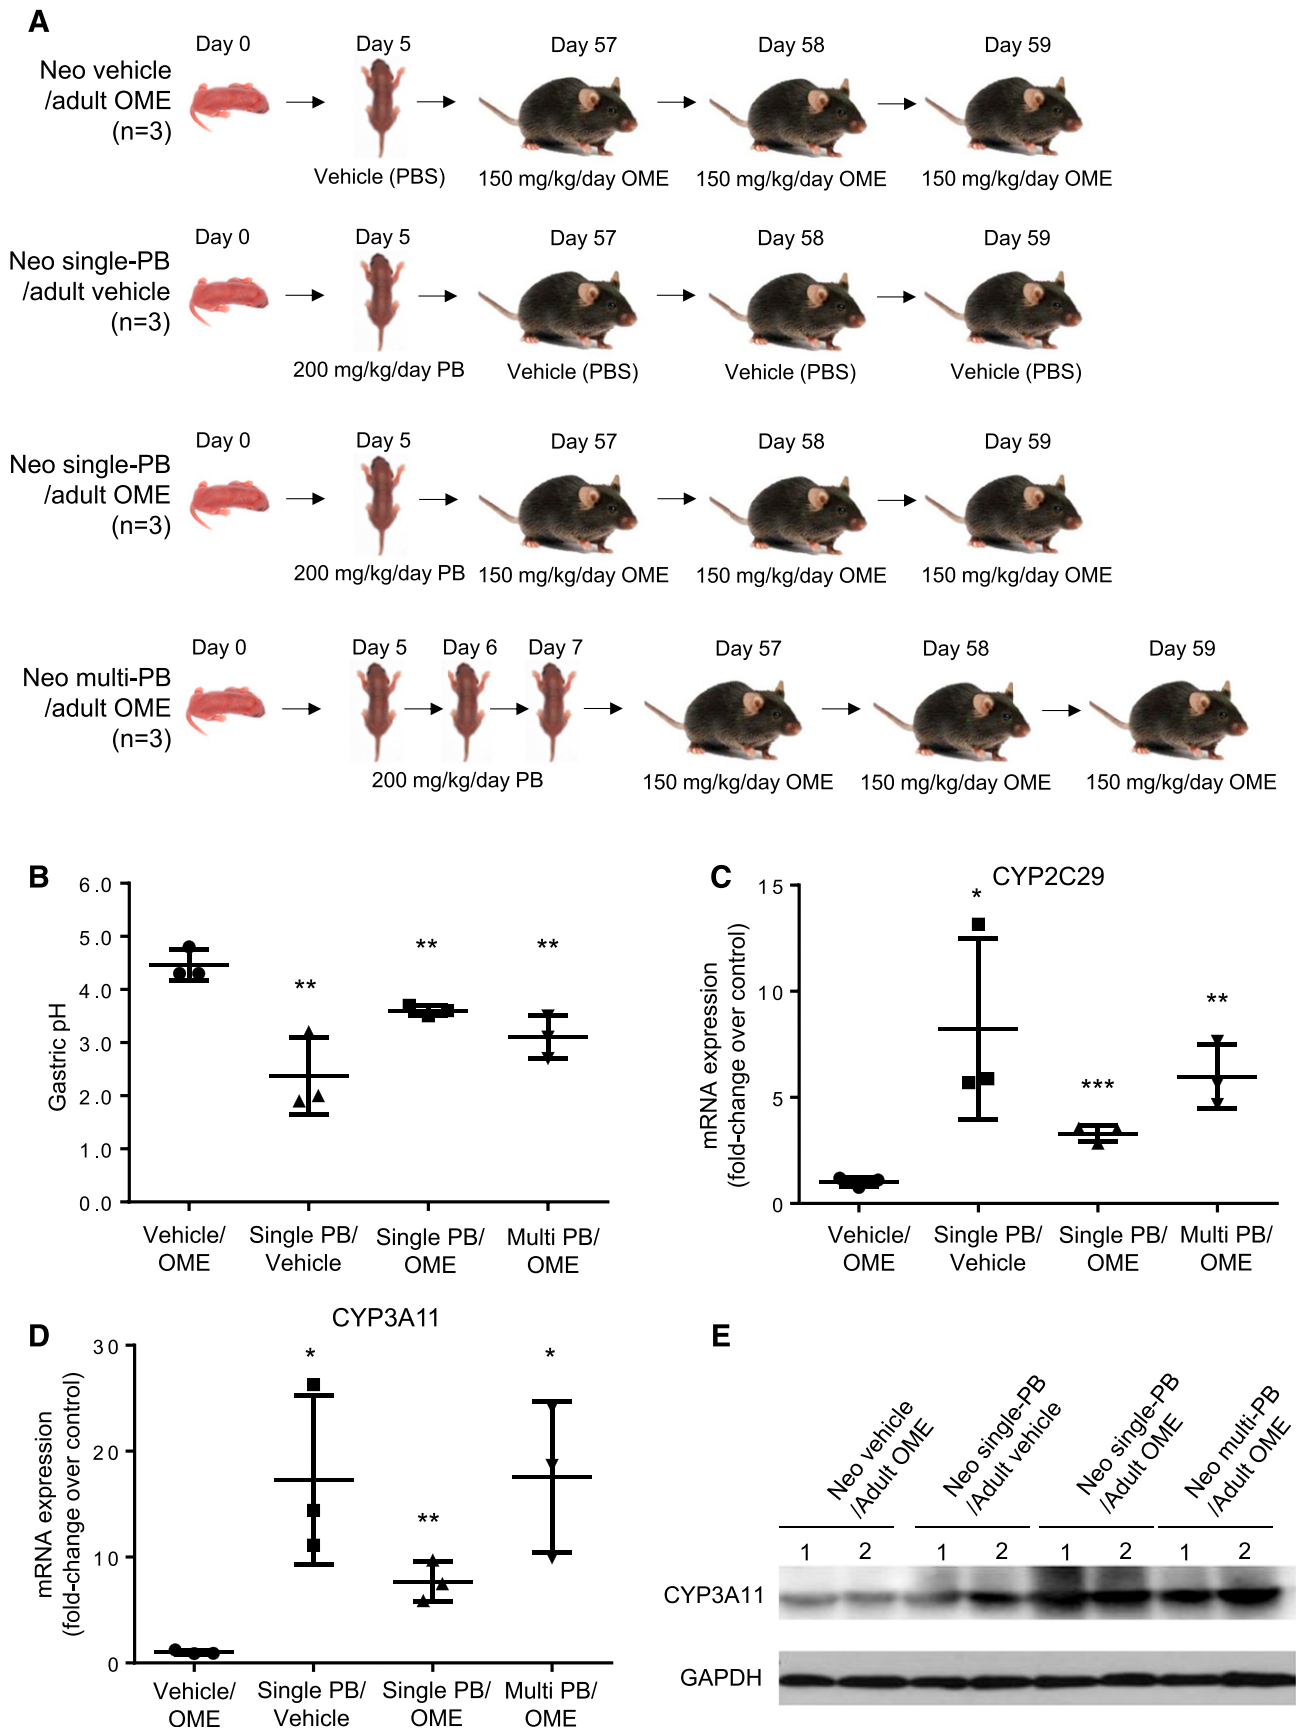 A
Neo vehicle
/adult OME
(n=3)
Day 0
Day 5
Day 57
Day 58
Day 59
Vehicle (PBS)
150 mg/kg/day OME
150 mg/kg/day OME
150 mg/kg/day OME
Neo single-PB
/adult vehicle
(n=3)
Day 0
Day 5
Day 57
Day 58
Day 59
200 mg/kg/day PB
Vehicle (PBS)
Vehicle (PBS)
Vehicle (PBS)
Neo single-PB
/adult OME
(n=3)
Day 0
Day 5
Day 57
Day 58
Day 59
200 mg/kg/day PB
150 mg/kg/day OME
150 mg/kg/day OME
150 mg/kg/day OME
Neo multi-PB
/adult OME
(n=3)
Day 0
Day 5
Day 6
Day 7
Day 57
Day 58
Day 59
200 mg/kg/day PB
150 mg/kg/day OME
150 mg/kg/day OME
150 mg/kg/day OME
B
Gastric pH
6.0
5.0
4.0
3.0
2.0
1.0
0.0
**
**
**
Vehicle/
OME
Single PB/
Vehicle
Single PB/
OME
Multi PB/
OME
C
CYP2C29
mRNA expression
(fold-change over control)
15
10
5
0
*
***
**
Vehicle/
OME
Single PB/
Vehicle
Single PB/
OME
Multi PB/
OME
D
CYP3A11
mRNA expression
(fold-change over control)
30
20
10
0
*
**
*
Vehicle/
OME
Single PB/
Vehicle
Single PB/
OME
Multi PB/
OME
E
Neo vehicle
/Adult OME
Neo single-PB
/Adult vehicle
Neo single-PB
/Adult OME
Neo multi-PB
/Adult OME
1 2 1 2 1 2 1 2
CYP3A11
GAPDH